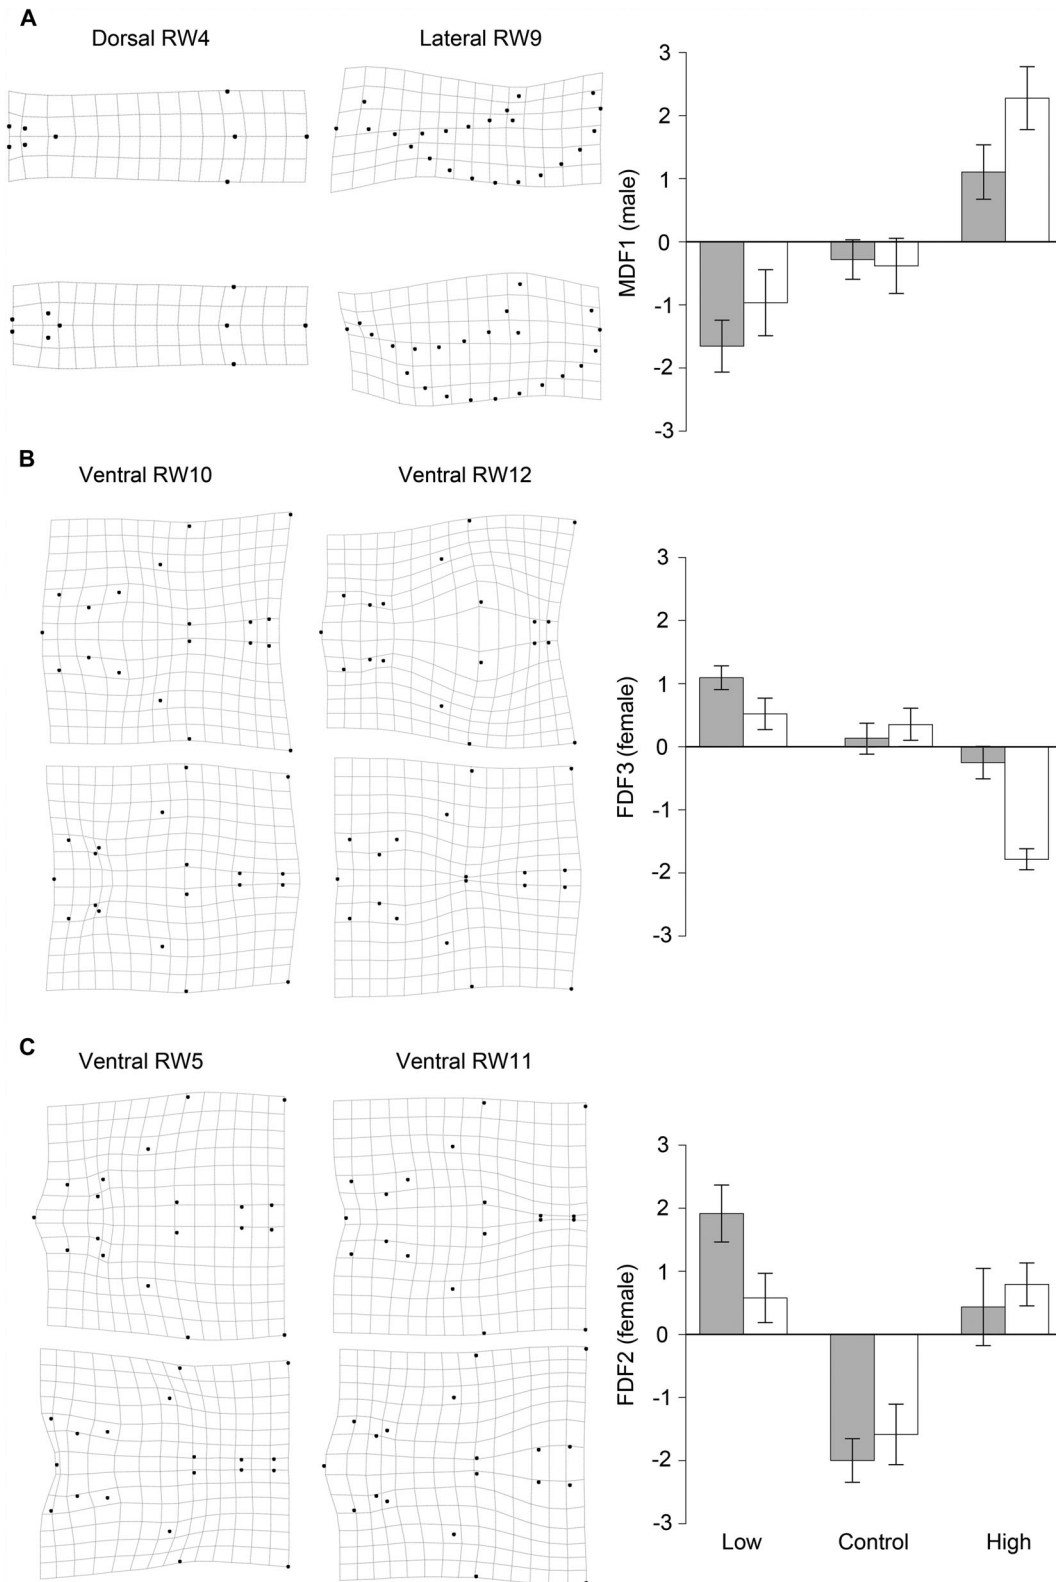 A
Dorsal RW4
Lateral RW9
3
2
1
0
-1
-2
-3
MDF1 (male)
B
Ventral RW10
Ventral RW12
3
2
1
0
-1
-2
-3
FDF3 (female)
C
Ventral RW5
Ventral RW11
3
2
1
0
-1
-2
-3
FDF2 (female)
Low
Control
High